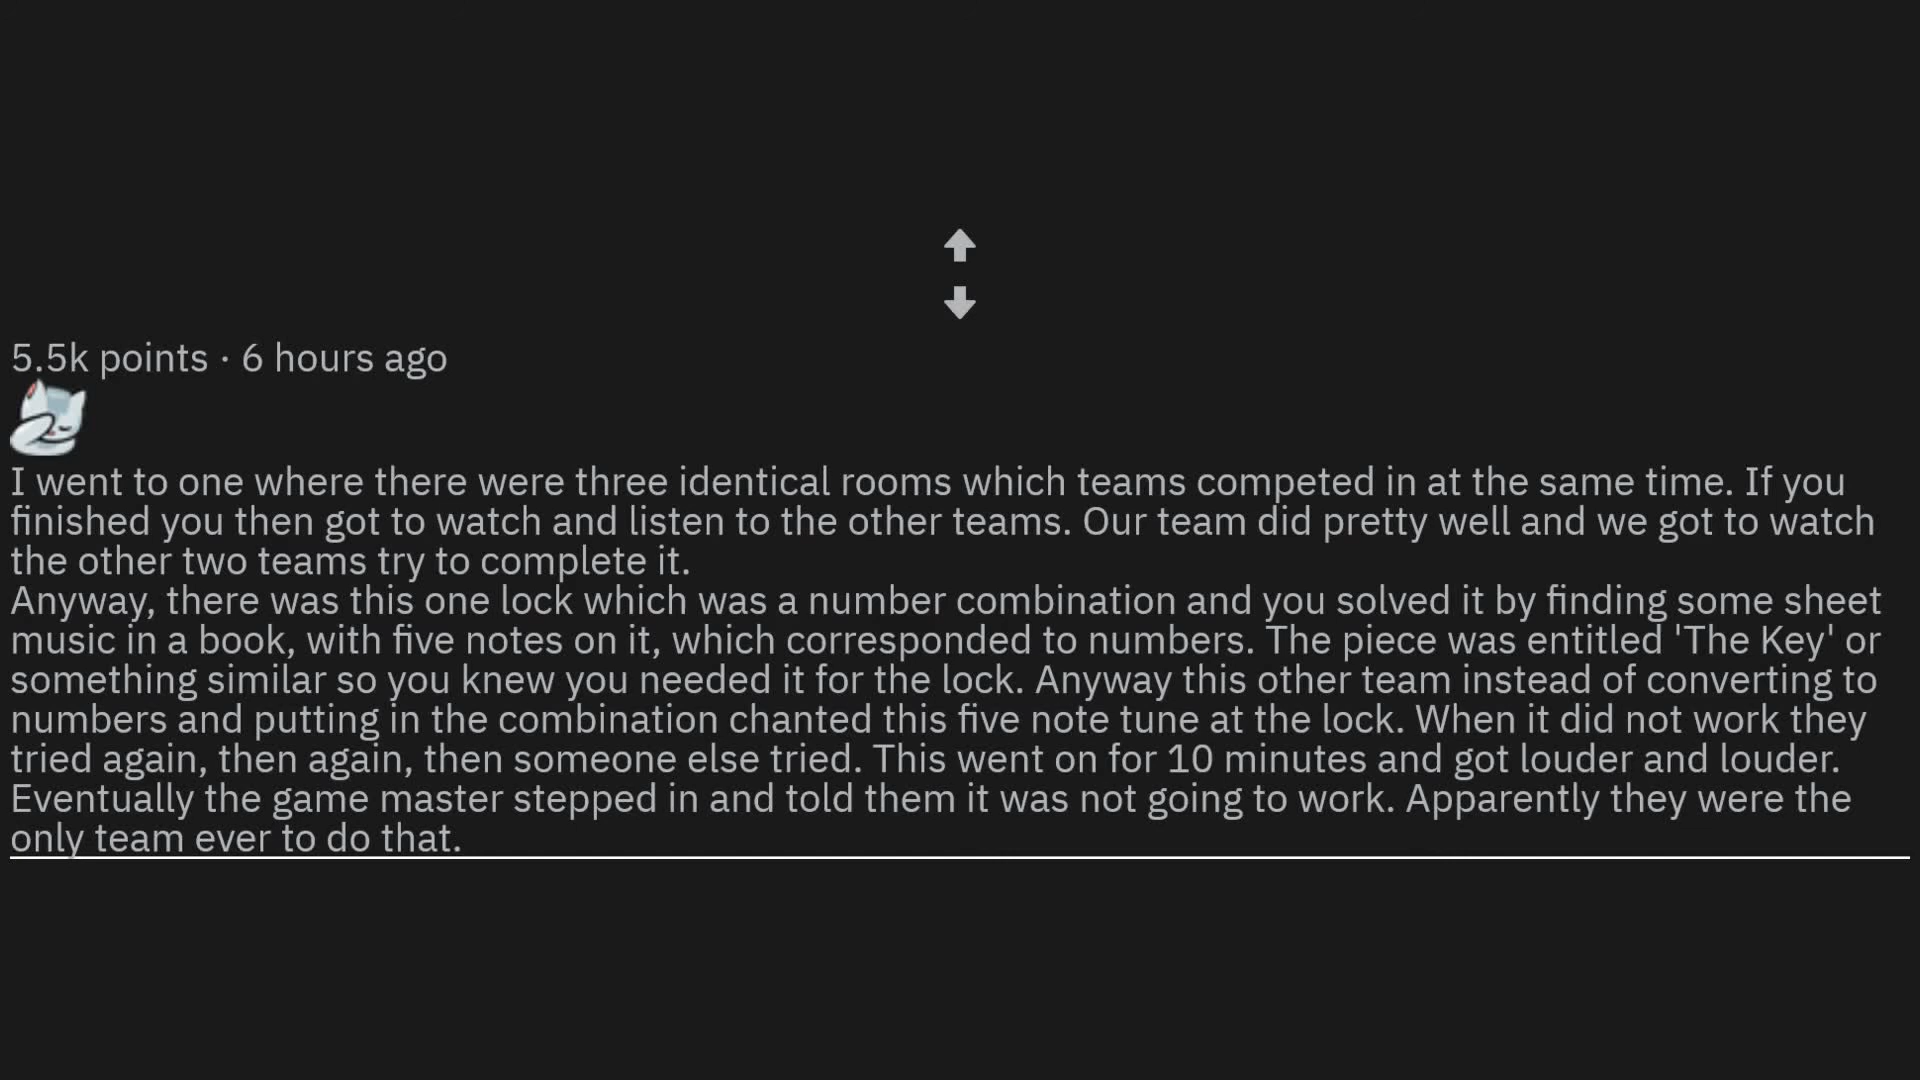 5.5k points · 6 hours ago
I went to one where there were three identical rooms which teams competed in at the same time. If you
finished you then got to watch and listen to the other teams. Our team did pretty well and we got to watch
the other two teams try to complete it.
Anyway, there was this one lock which was a number combination and you solved it by finding some sheet
music in a book, with five notes on it, which corresponded to numbers. The piece was entitled 'The Key' or
something similar so you knew you needed it for the lock. Anyway this other team instead of converting to
numbers and putting in the combination chanted this five note tune at the lock. When it did not work they
tried again, then again, then someone else tried. This went on for 10 minutes and got louder and louder.
Eventually the game master stepped in and told them it was not going to work. Apparently they were the
only team ever to do that.